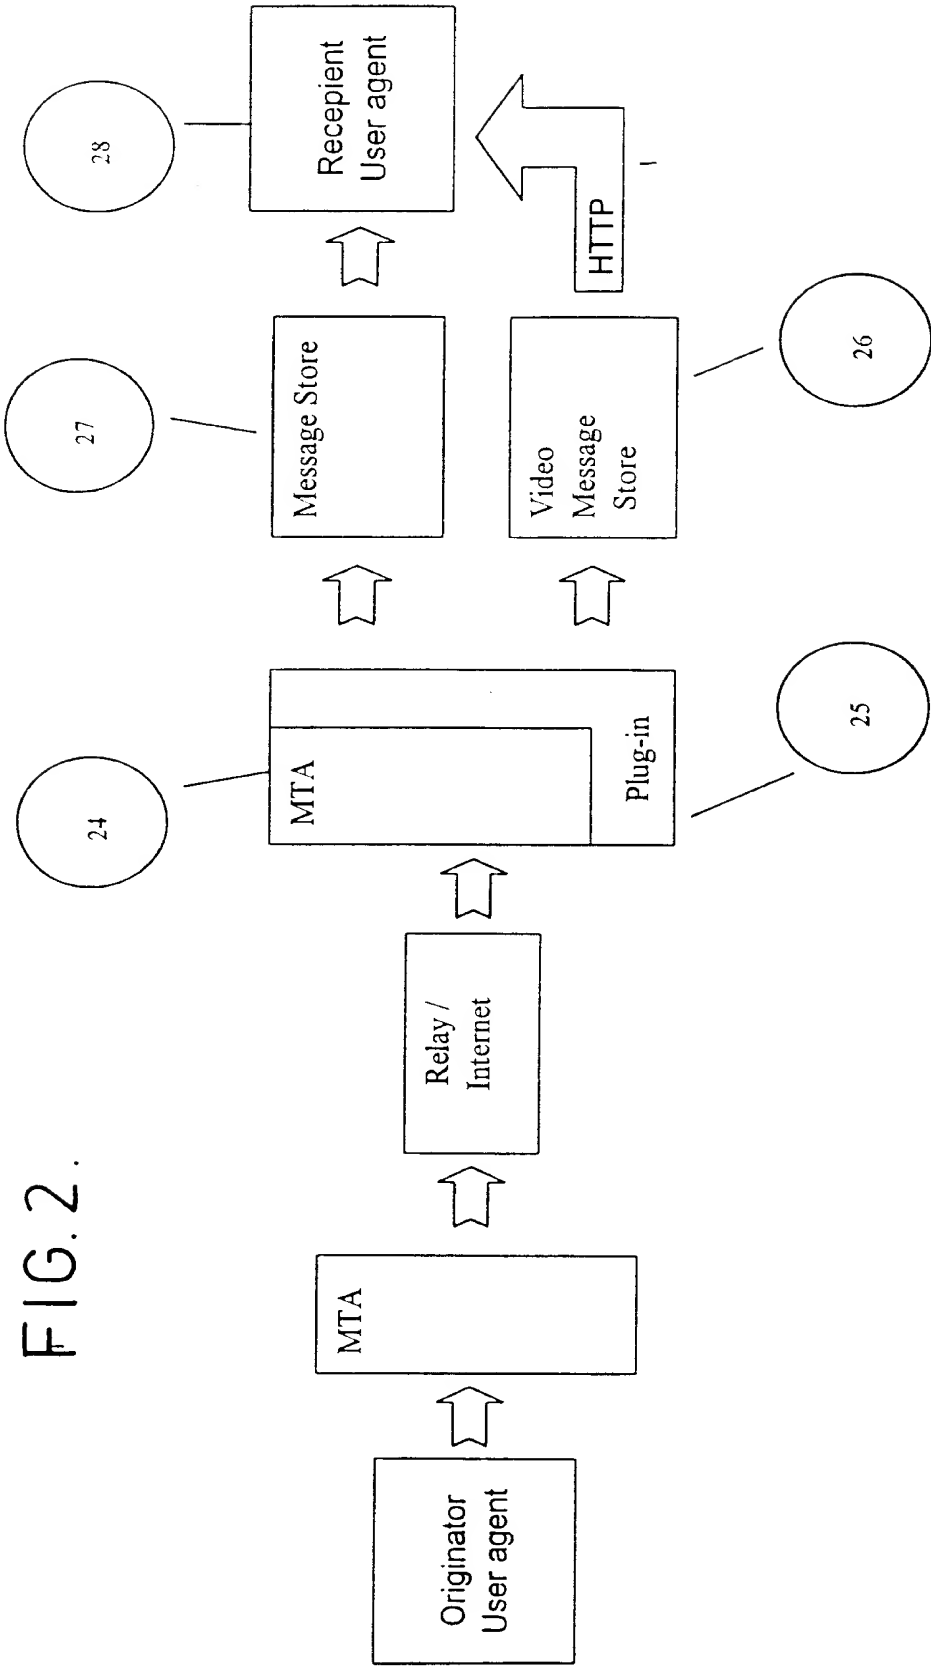 FIG. 2.
Originator
User agent
MTA
Relay /
Internet
24
MTA
Plug-in
25
27
Message Store
Video
Message
Store
26
HTTP
28
Recepient
User agent